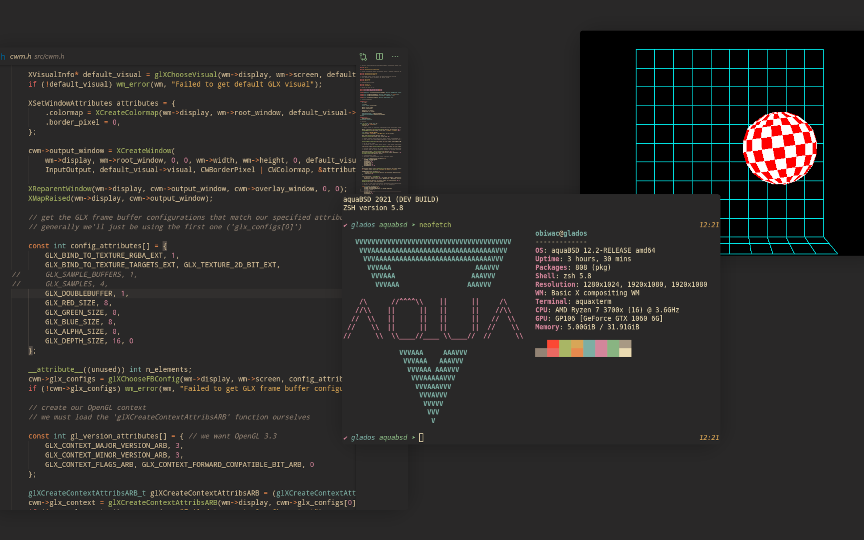 cwm.h src/cwm.h
XVisualInfo* default_visual = glXChooseVisual(wm->display, wm->screen, default
if (!default_visual) wm_error(wm, "Failed to get default GLX visual");
XSetWindowAttributes attributes = {
.colormap = XCreateColormap(wm->display, wm->root_window, default_visual->
.border_pixel = 0,
};
cwm->output_window = XCreateWindow(
wm->display, wm->root_window, 0, 0, wm->width, wm->height, 0, default_visu
InputOutput, default_visual->visual, CWBorderPixel | CWColormap, &attribut
XReparentWindow(wm->display, cwm->output_window, cwm->overlay_window, 0, 0);
XMapRaised(wm->display, cwm->output_window);
// get the GLX frame buffer configurations that match our specified attribu
// generally we'll just be using the first one ("glx_configs[0]")
const int config_attributes[] = {
GLX_BIND_TO_TEXTURE_RGBA_EXT, 1,
GLX_BIND_TO_TEXTURE_TARGETS_EXT, GLX_TEXTURE_2D_BIT_EXT,
// GLX_SAMPLE_BUFFERS, 1,
// GLX_SAMPLES, 4,
GLX_DOUBLEBUFFER, 1,
GLX_RED_SIZE, 8,
GLX_GREEN_SIZE, 8,
GLX_BLUE_SIZE, 8,
GLX_ALPHA_SIZE, 8,
GLX_DEPTH_SIZE, 16, 0
};
__attribute__((unused)) int n_elements;
cwm->glx_configs = glXChooseFBConfig(wm->display, wm->screen, config_attrib
if (!cwm->glx_configs) wm_error(wm, "Failed to get GLX frame buffer configu
// create our OpenGL context
// we must load the 'glXCreateContextAttribsARB' function ourselves
const int gl_version_attributes[] = { // we want OpenGL 3.3
GLX_CONTEXT_MAJOR_VERSION_ARB, 3,
GLX_CONTEXT_MINOR_VERSION_ARB, 3,
GLX_CONTEXT_FLAGS_ARB, GLX_CONTEXT_FORWARD_COMPATIBLE_BIT_ARB, 0
};
glXCreateContextAttribsARB_t glXCreateContextAttribsARB = (glXCreateContextAtt
cwm->glx_context = glXCreateContextAttribsARB(wm->display, cwm->glx_configs[0]
aquaBSD 2021 (DEV BUILD)
ZSH version 5.8
✔ glados aquabsd ➤ neofetch 12:21
obiwac@glados
-------------
OS: aquaBSD 12.2-RELEASE amd64
Uptime: 3 hours, 30 mins
Packages: 808 (pkg)
Shell: zsh 5.8
Resolution: 1280x1024, 1920x1080, 1920x1080
WM: Basic X compositing WM
Terminal: aquaxterm
CPU: AMD Ryzen 7 3700x (16) @ 3.6GHz
GPU: GP106 [GeForce GTX 1060 6G]
Memory: 5.00GiB / 31.91GiB
✔ glados aquabsd ➤ 12:21